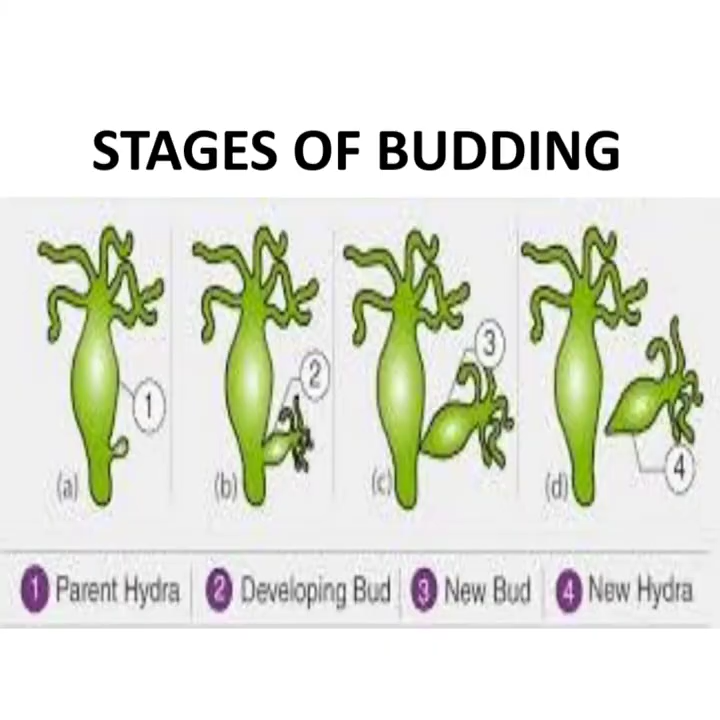 STAGES OF BUDDING
3
2
1
4
(a) (b) (c) (d)
1 Parent Hydra 2 Developing Bud 3 New Bud 4 New Hydra